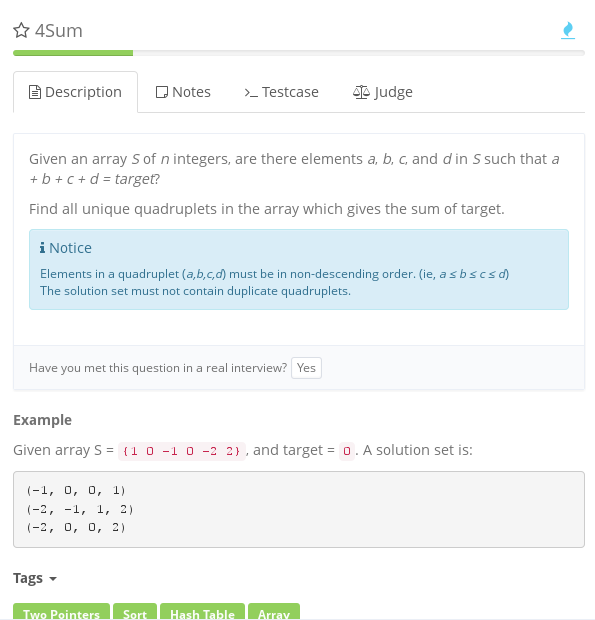 4Sum
Description Notes Testcase Judge
Given an array S of n integers, are there elements a, b, c, and d in S such that a
+ b + c + d = target?
Find all unique quadruplets in the array which gives the sum of target.
Notice
Elements in a quadruplet (a,b,c,d) must be in non-descending order. (ie, a ≤ b ≤ c ≤ d)
The solution set must not contain duplicate quadruplets.
Have you met this question in a real interview? Yes
Example
Given array S = {1 0 -1 0 -2 2}, and target = 0. A solution set is:
(-1, 0, 0, 1)
(-2, -1, 1, 2)
(-2, 0, 0, 2)
Tags
Two Pointers Sort Hash Table Array